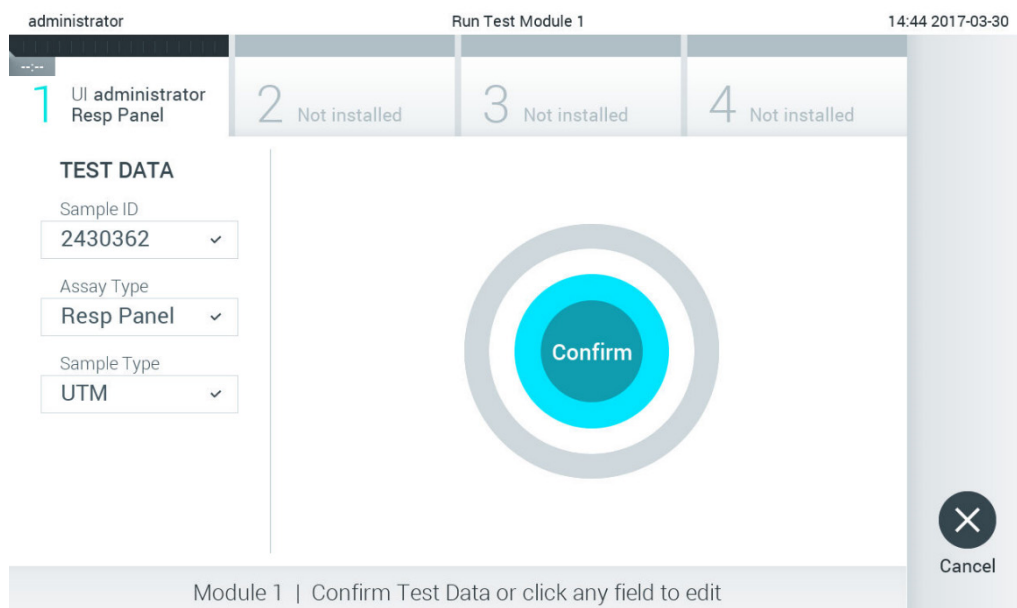 administrator Run Test Module 1 14:44 2017-03-30
--:--
1 UI administrator
Resp Panel
2 Not installed
3 Not installed
4 Not installed
TEST DATA
Sample ID
2430362
Assay Type
Resp Panel
Sample Type
UTM
Confirm
Cancel
Module 1 | Confirm Test Data or click any field to edit